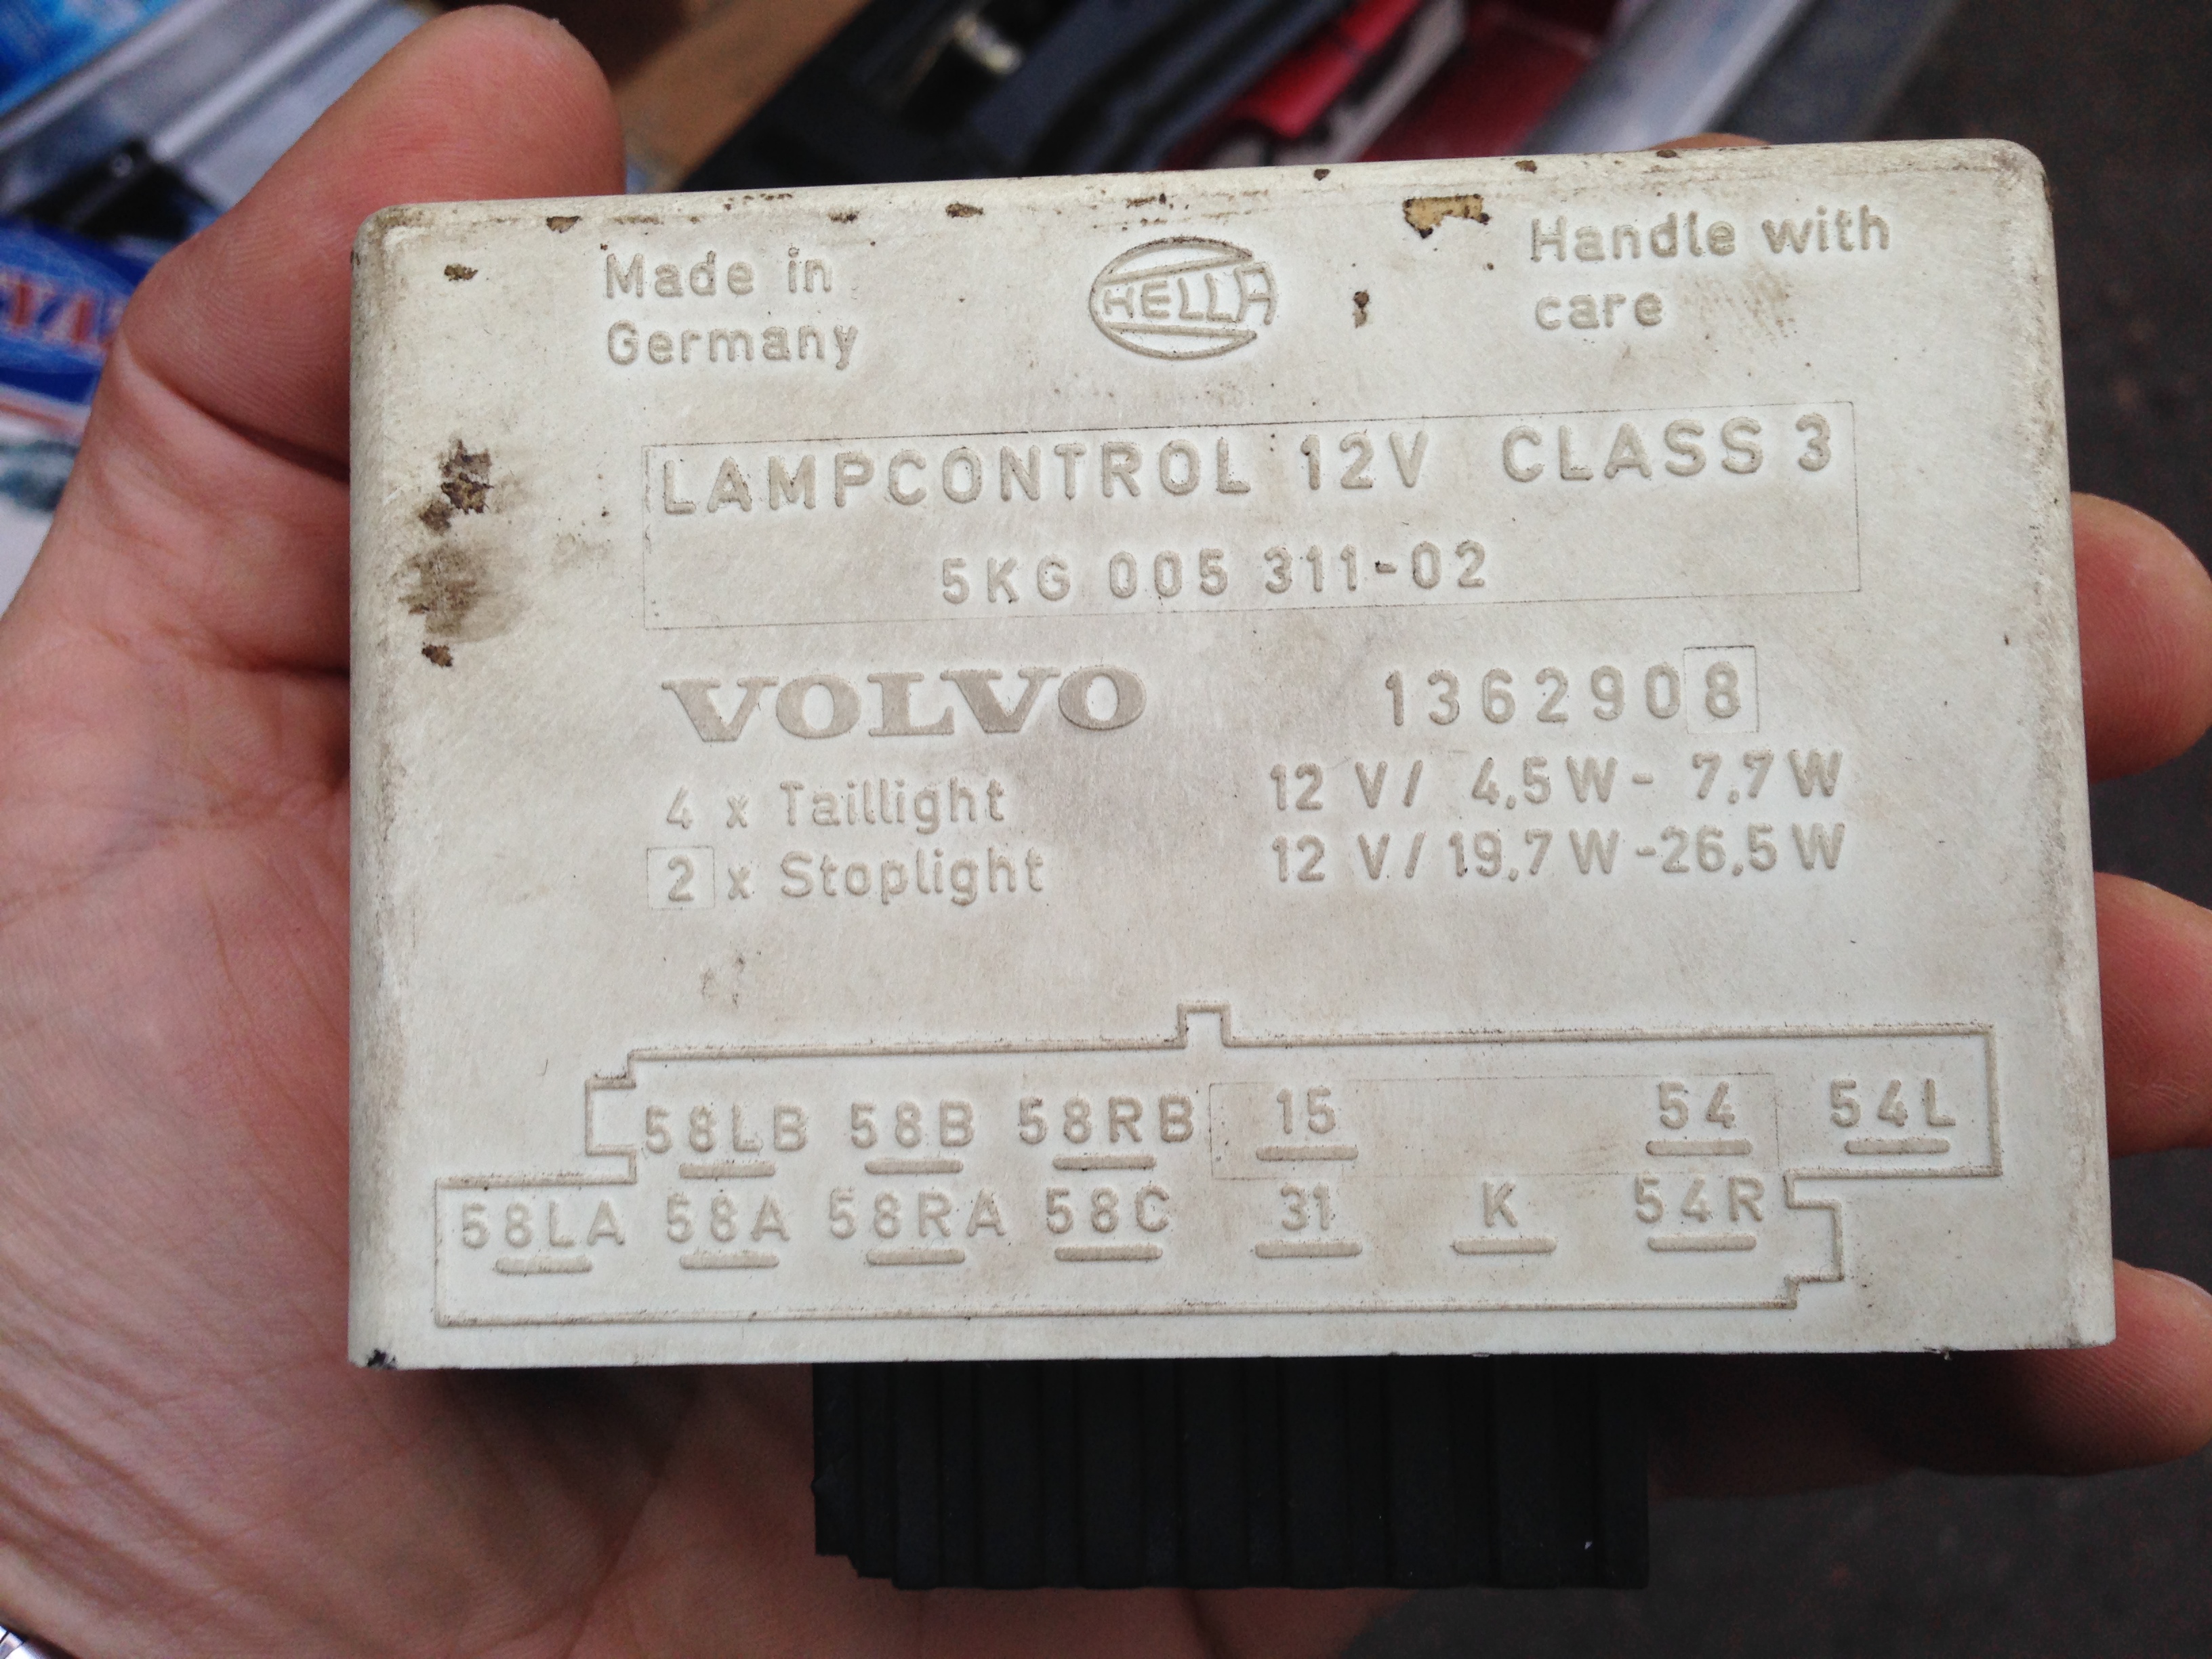 Made in
Germany
HELLA
Handle with
care
LAMPCONTROL 12V CLASS 3
5KG 005 311-02
VOLVO 1362908
4 x Taillight 12 V/ 4,5W- 7,7W
2 x Stoplight 12 V/ 19,7W-26,5W
58LB 58B 58RB 15 54 54L
58LA 58A 58RA 58C 31 K 54R